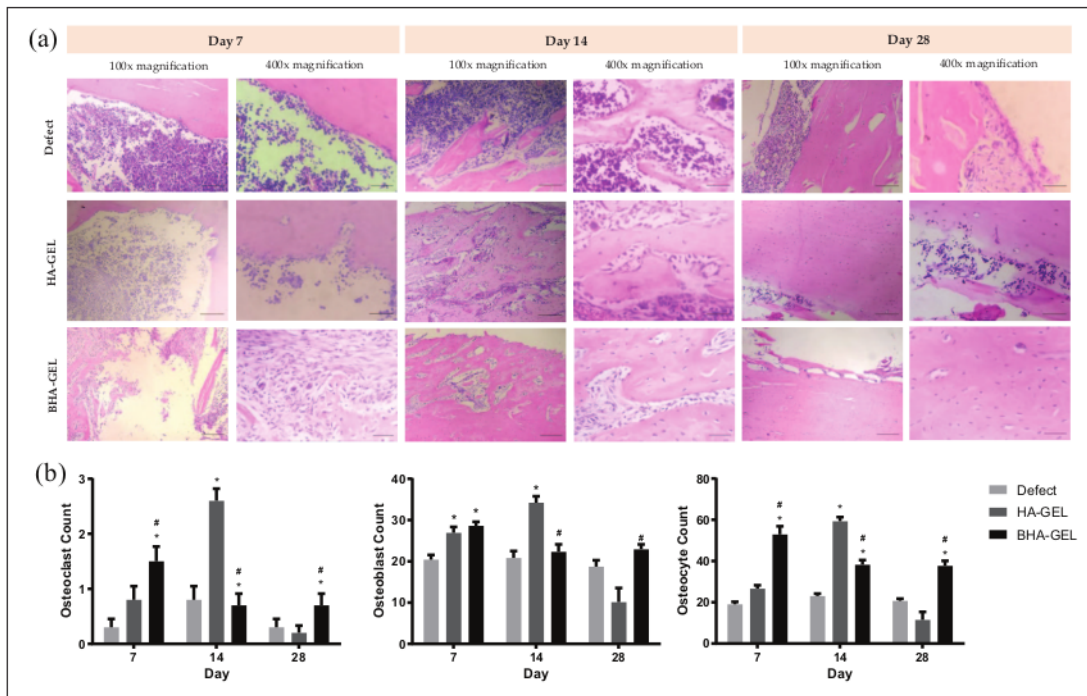 (a)
Day 7
Day 14
Day 28
100x magnification
400x magnification
100x magnification
400x magnification
100x magnification
400x magnification
Defect
HA-GEL
BHA-GEL
(b)
Osteoclast Count
3
2
1
0
#
*
*
#
*
#
*
7
14
28
Day
Osteoblast Count
40
30
20
10
0
*
*
*
#
#
7
14
28
Day
Osteocyte Count
80
60
40
20
0
#
*
*
#
*
#
*
7
14
28
Day
Defect
HA-GEL
BHA-GEL